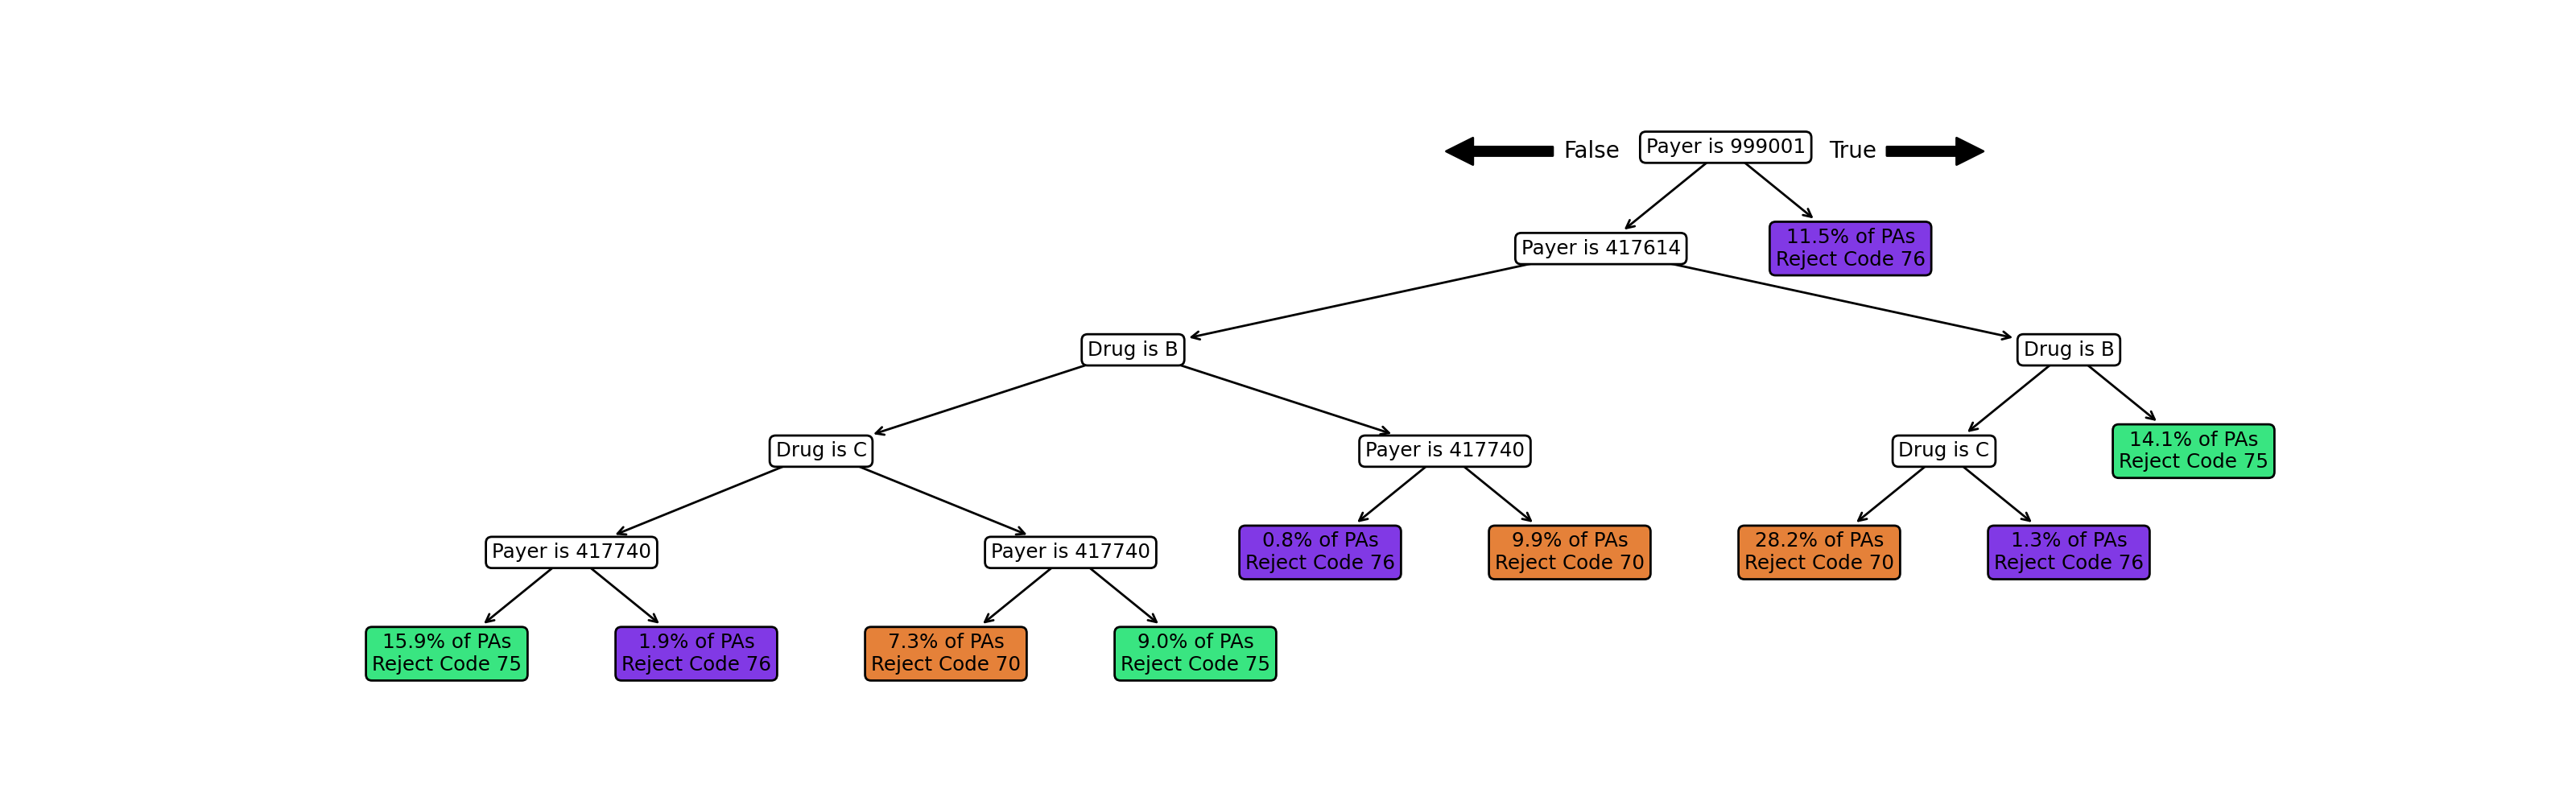 False
Payer is 999001
True
Payer is 417614
11.5% of PAs
Reject Code 76
Drug is B
Drug is B
Drug is C
Payer is 417740
Drug is C
14.1% of PAs
Reject Code 75
Payer is 417740
Payer is 417740
0.8% of PAs
Reject Code 76
9.9% of PAs
Reject Code 70
28.2% of PAs
Reject Code 70
1.3% of PAs
Reject Code 76
15.9% of PAs
Reject Code 75
1.9% of PAs
Reject Code 76
7.3% of PAs
Reject Code 70
9.0% of PAs
Reject Code 75